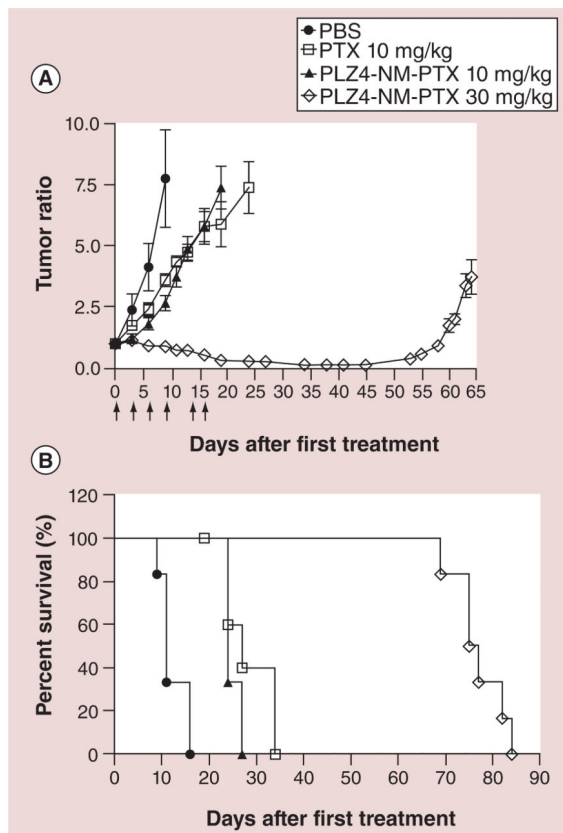 PBS
PTX 10 mg/kg
PLZ4-NM-PTX 10 mg/kg
PLZ4-NM-PTX 30 mg/kg
A
10.0
7.5
5.0
2.5
0.0
Tumor ratio
0 5 10 15 20 25 30 35 40 45 50 55 60 65
Days after first treatment
B
120
100
80
60
40
20
0
Percent survival (%)
0 10 20 30 40 50 60 70 80 90
Days after first treatment